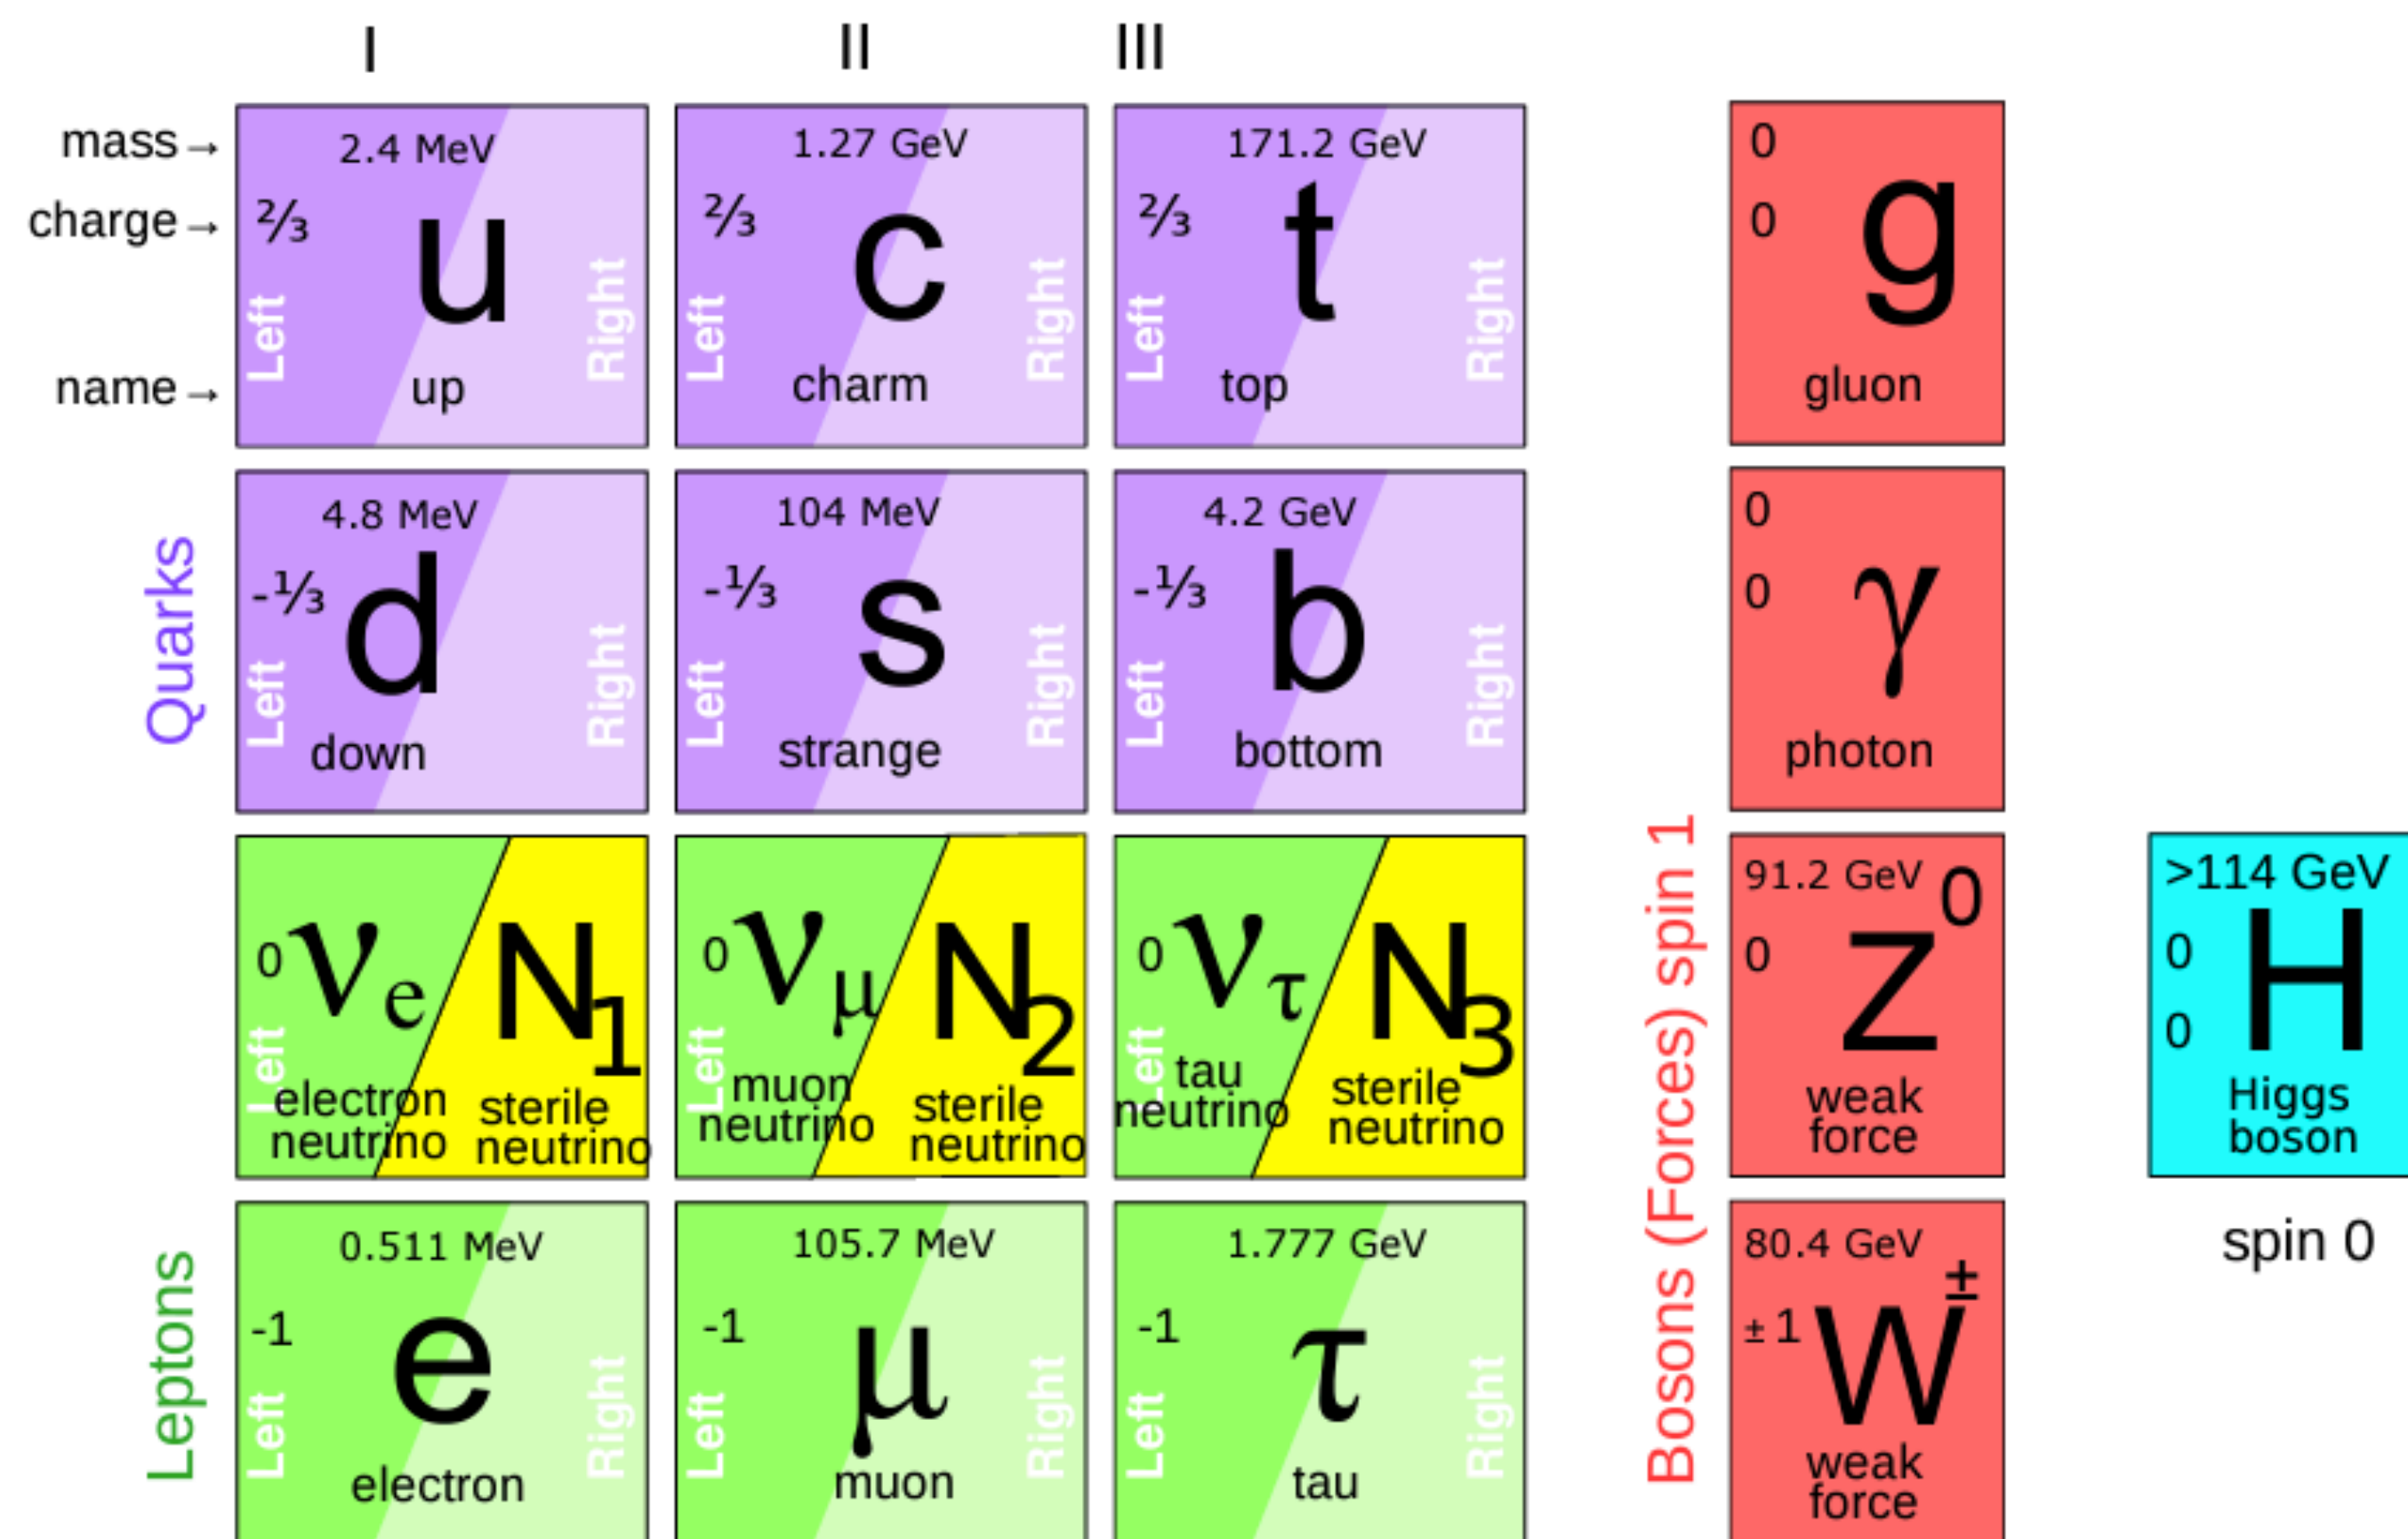 I II III
mass→
charge→
name→
2.4 MeV
⅔
u
Left
Right
up
1.27 GeV
⅔
c
Left
Right
charm
171.2 GeV
⅔
t
Left
Right
top
0
0
g
gluon
Quarks
4.8 MeV
-⅓
d
Left
Right
down
104 MeV
-⅓
s
Left
Right
strange
4.2 GeV
-⅓
b
Left
Right
bottom
0
0
γ
photon
0
νe
Left
electron
neutrino
N1
sterile
neutrino
0
νμ
Left
muon
neutrino
N2
sterile
neutrino
0
ντ
Left
tau
neutrino
N3
sterile
neutrino
Bosons (Forces) spin 1
91.2 GeV
0
Z0
weak
force
>114 GeV
0
0
H
Higgs
boson
spin 0
Leptons
0.511 MeV
-1
e
Left
Right
electron
105.7 MeV
-1
μ
Left
Right
muon
1.777 GeV
-1
τ
Left
Right
tau
80.4 GeV
±1
W±
weak
force